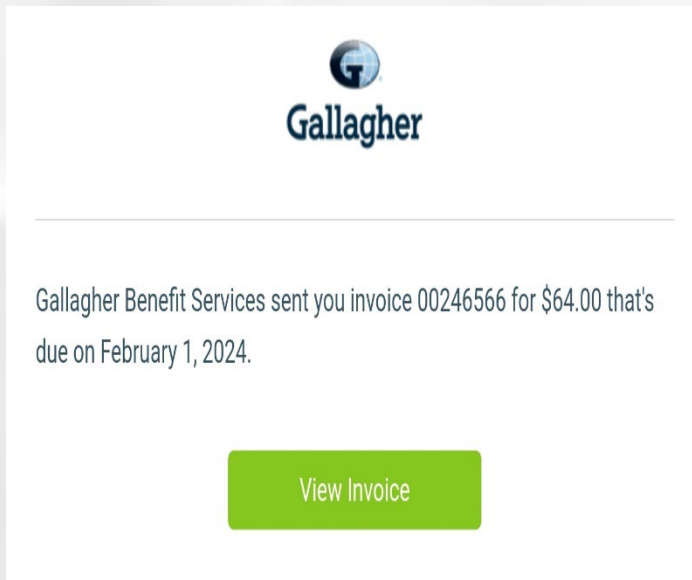 G
Gallagher
Gallagher Benefit Services sent you invoice 00246566 for $64.00 that's
due on February 1, 2024.
View Invoice